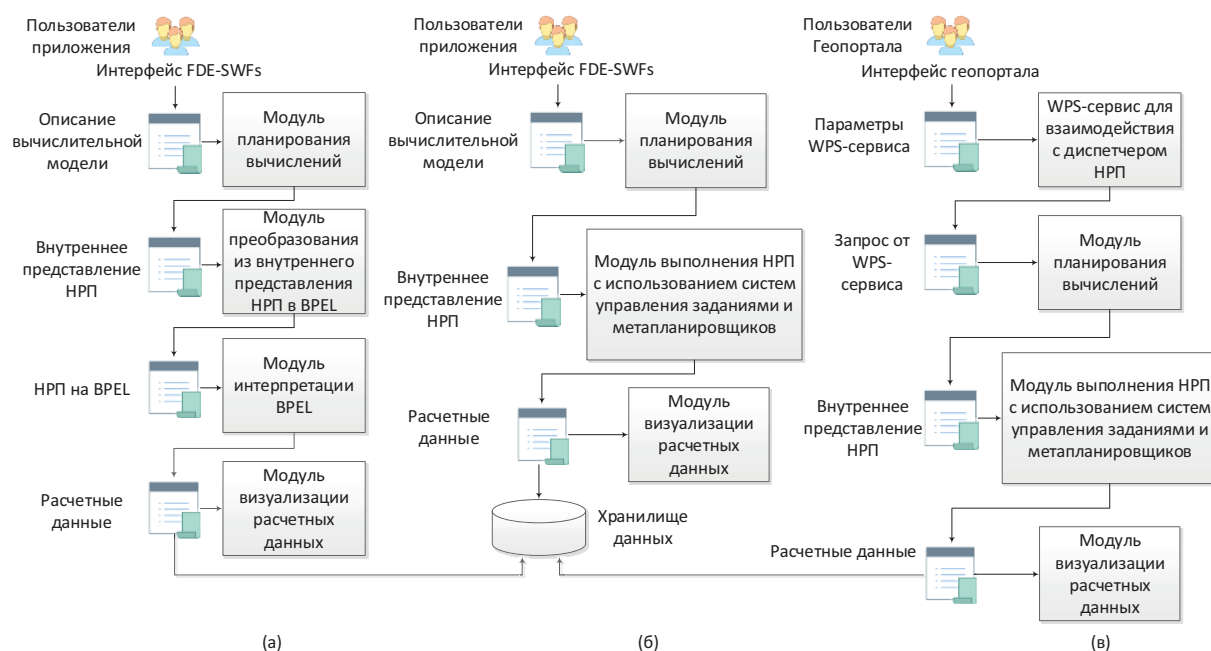 Пользователи
приложения
Интерфейс FDE-SWFs
Описание
вычислительной
модели
Модуль
планирования
вычислений
Внутреннее
представление
НРП
Модуль
преобразования
из внутреннего
представления
НРП в BPEL
НРП на BPEL
Модуль
интерпретации
BPEL
Расчетные
данные
Модуль
визуализации
расчетных
данных
(а)
Пользователи
приложения
Интерфейс FDE-SWFs
Описание
вычислительной
модели
Модуль
планирования
вычислений
Внутреннее
представление
НРП
Модуль выполнения НРП
с использованием систем
управления заданиями и
метапланировщиков
Расчетные
данные
Модуль
визуализации
расчетных
данных
Хранилище
данных
(б)
Пользователи
Геопортала
Интерфейс геопортала
Параметры
WPS-сервиса
WPS-сервис для
взаимодействия
с диспетчером
НРП
Запрос от
WPS-
сервиса
Модуль
планирования
вычислений
Внутреннее
представление
НРП
Модуль выполнения НРП
с использованием систем
управления заданиями и
метапланировщиков
Расчетные данные
Модуль
визуализации
расчетных
данных
(в)